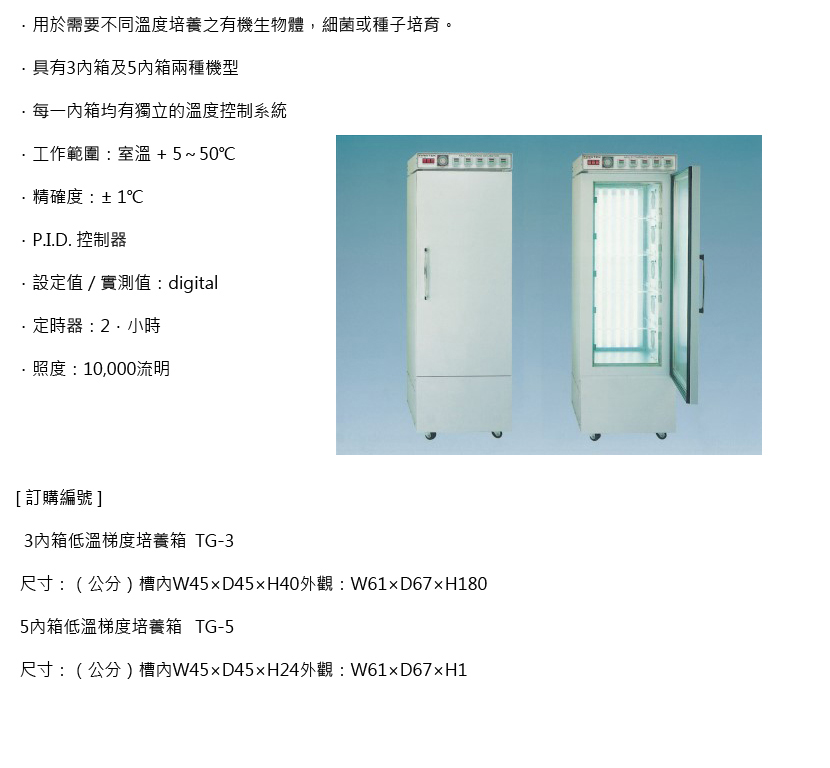 ．用於需要不同溫度培養之有機生物體，細菌或種子培育。
．具有3內箱及5內箱兩種機型
．每一內箱均有獨立的溫度控制系統
．工作範圍：室溫 + 5～50℃
．精確度：± 1℃
．P.I.D. 控制器
．設定值 / 實測值：digital
．定時器：2．小時
．照度：10,000流明
[ 訂購編號 ]
3內箱低溫梯度培養箱 TG-3
尺寸：（公分）槽內W45×D45×H40外觀：W61×D67×H180
5內箱低溫梯度培養箱 TG-5
尺寸：（公分）槽內W45×D45×H24外觀：W61×D67×H1